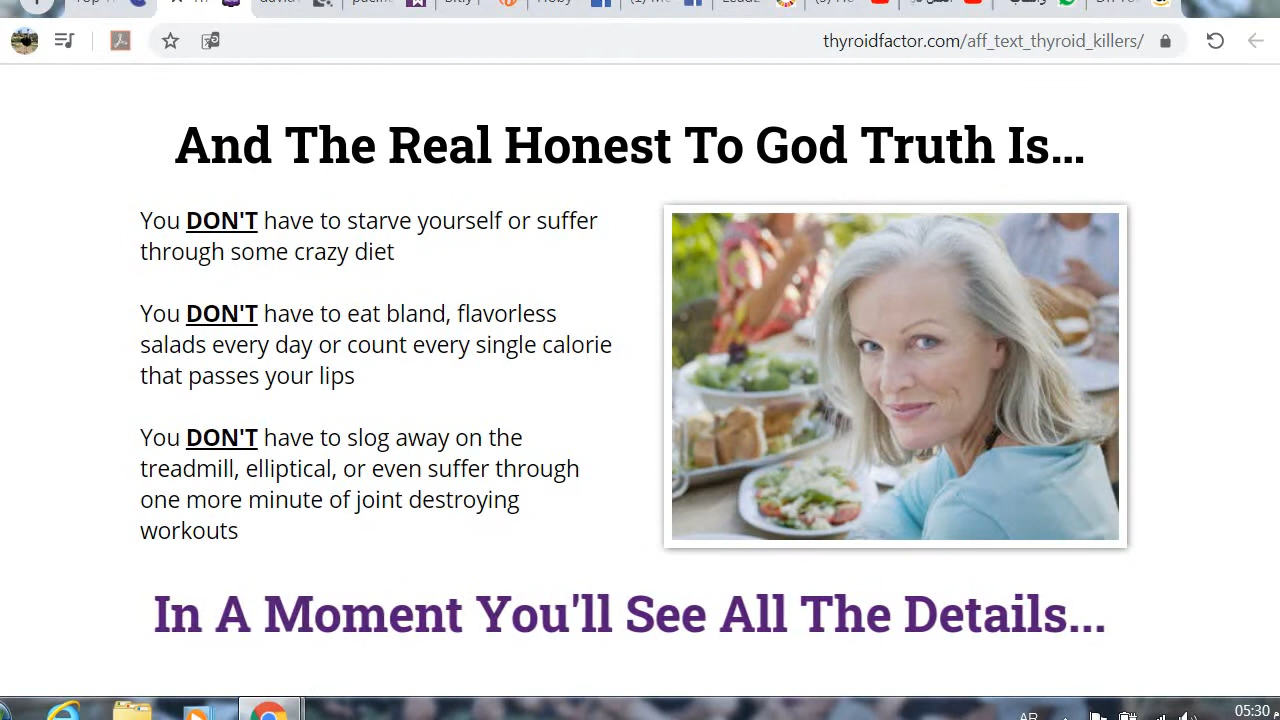 thyroidfactor.com/aff_text_thyroid_killers/
And The Real Honest To God Truth Is...
You DON'T have to starve yourself or suffer
through some crazy diet
You DON'T have to eat bland, flavorless
salads every day or count every single calorie
that passes your lips
You DON'T have to slog away on the
treadmill, elliptical, or even suffer through
one more minute of joint destroying
workouts
In A Moment You'll See All The Details...
05:30